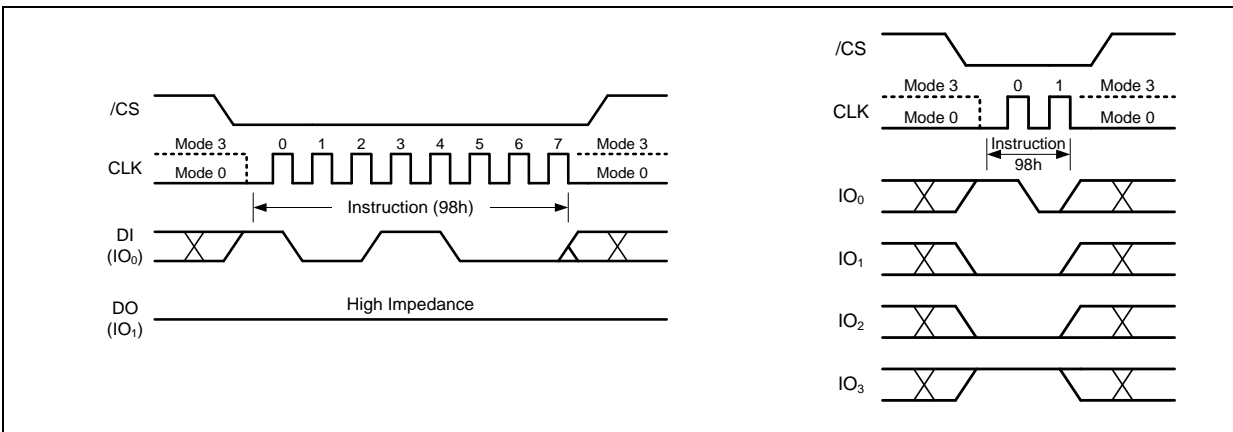 /CS
Mode 3 0 1 2 3 4 5 6 7 Mode 3
CLK Mode 0 Mode 0
Instruction (98h)
DI
(IO₀)
High Impedance
DO
(IO₁)
/CS
Mode 3 0 1 Mode 3
CLK Mode 0 Mode 0
Instruction
98h
IO₀
IO₁
IO₂
IO₃